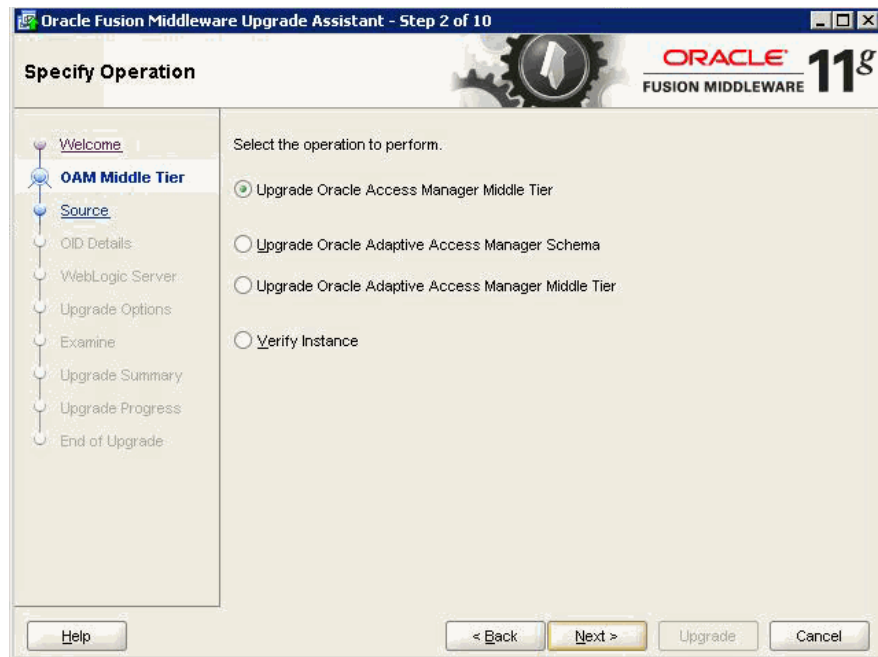 Oracle Fusion Middleware Upgrade Assistant - Step 2 of 10
Specify Operation
ORACLE
FUSION MIDDLEWARE 11g
Welcome
OAM Middle Tier
Source
OID Details
WebLogic Server
Upgrade Options
Examine
Upgrade Summary
Upgrade Progress
End of Upgrade
Select the operation to perform.
Upgrade Oracle Access Manager Middle Tier
Upgrade Oracle Adaptive Access Manager Schema
Upgrade Oracle Adaptive Access Manager Middle Tier
Verify Instance
Help
< Back
Next >
Upgrade
Cancel